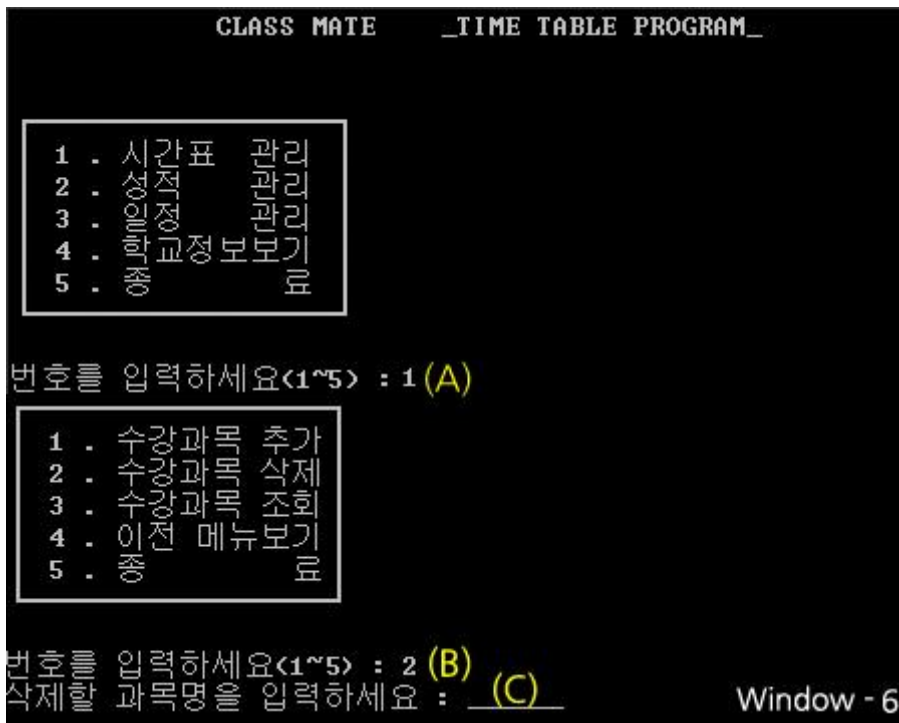 CLASS MATE _TIME TABLE PROGRAM_
1 . 시간표 관리
2 . 성적 관리
3 . 일정 관리
4 . 학교정보보기
5 . 종 료
번호를 입력하세요<1~5> : 1 (A)
1 . 수강과목 추가
2 . 수강과목 삭제
3 . 수강과목 조회
4 . 이전 메뉴보기
5 . 종 료
번호를 입력하세요<1~5> : 2 (B)
삭제할 과목명을 입력하세요 : __(C)__
Window - 6